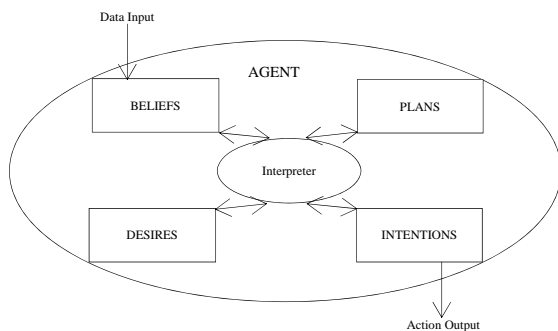 Data Input
AGENT
BELIEFS
PLANS
Interpreter
DESIRES
INTENTIONS
Action Output